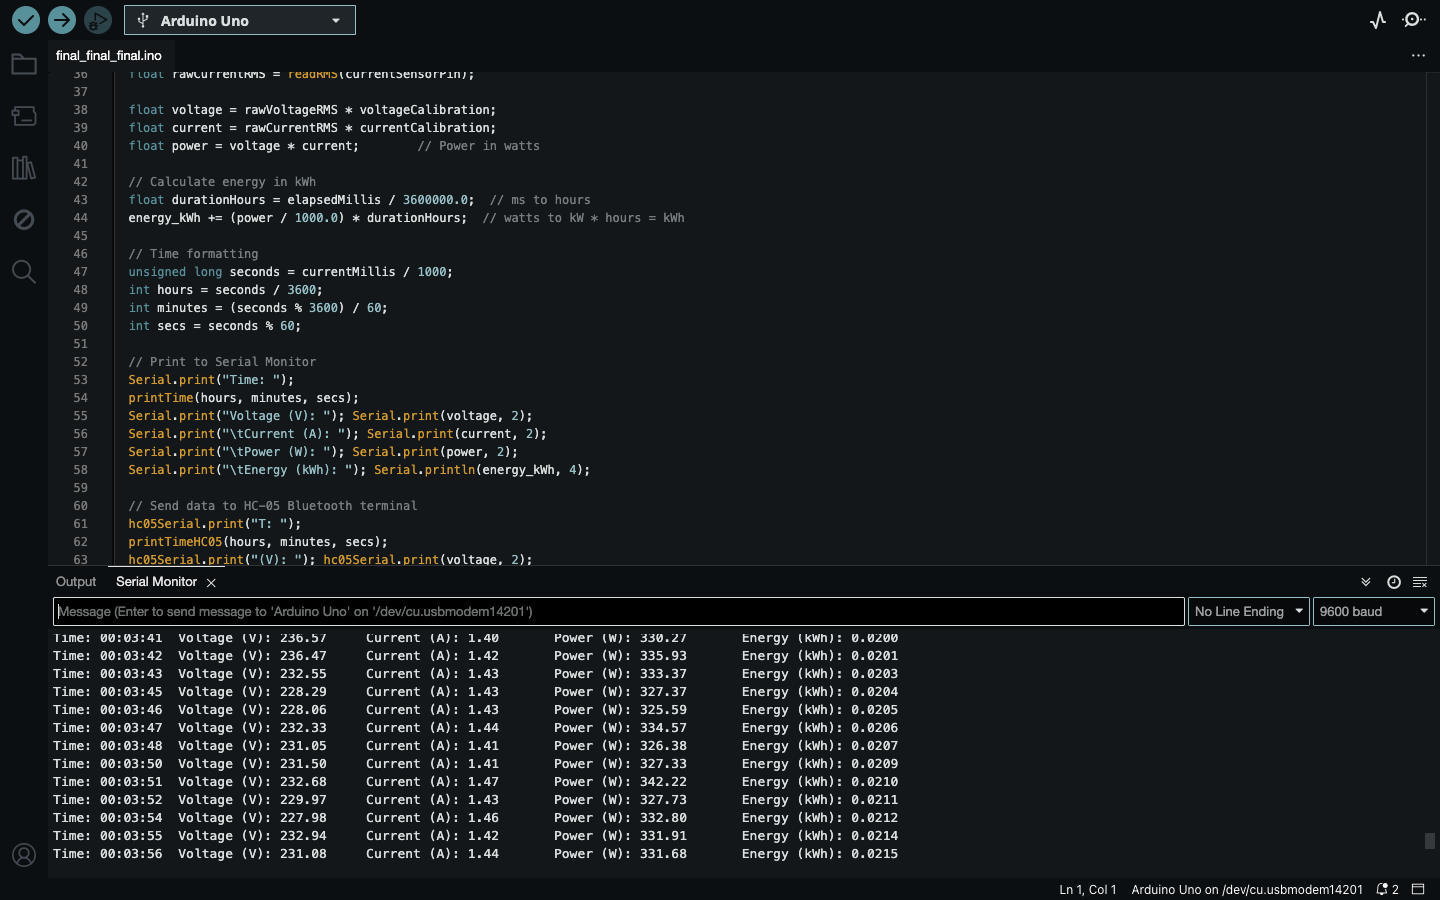 Arduino Uno
final_final_final.ino
36 float rawCurrentRMS = readRMS(currentSensorPin);
37
38 float voltage = rawVoltageRMS * voltageCalibration;
39 float current = rawCurrentRMS * currentCalibration;
40 float power = voltage * current;        // Power in watts
41
42 // Calculate energy in kWh
43 float durationHours = elapsedMillis / 3600000.0;  // ms to hours
44 energy_kWh += (power / 1000.0) * durationHours;  // watts to kW * hours = kWh
45
46 // Time formatting
47 unsigned long seconds = currentMillis / 1000;
48 int hours = seconds / 3600;
49 int minutes = (seconds % 3600) / 60;
50 int secs = seconds % 60;
51
52 // Print to Serial Monitor
53 Serial.print("Time: ");
54 printTime(hours, minutes, secs);
55 Serial.print("Voltage (V): "); Serial.print(voltage, 2);
56 Serial.print("\tCurrent (A): "); Serial.print(current, 2);
57 Serial.print("\tPower (W): "); Serial.print(power, 2);
58 Serial.print("\tEnergy (kWh): "); Serial.println(energy_kWh, 4);
59
60 // Send data to HC-05 Bluetooth terminal
61 hc05Serial.print("T: ");
62 printTimeHC05(hours, minutes, secs);
63 hc05Serial.print("(V): "); hc05Serial.print(voltage, 2);
Output Serial Monitor
Message (Enter to send message to 'Arduino Uno' on '/dev/cu.usbmodem14201') No Line Ending 9600 baud
Time: 00:03:41 Voltage (V): 236.57 Current (A): 1.40 Power (W): 330.27 Energy (kWh): 0.0200
Time: 00:03:42 Voltage (V): 236.47 Current (A): 1.42 Power (W): 335.93 Energy (kWh): 0.0201
Time: 00:03:43 Voltage (V): 232.55 Current (A): 1.43 Power (W): 333.37 Energy (kWh): 0.0203
Time: 00:03:45 Voltage (V): 228.29 Current (A): 1.43 Power (W): 327.37 Energy (kWh): 0.0204
Time: 00:03:46 Voltage (V): 228.06 Current (A): 1.43 Power (W): 325.59 Energy (kWh): 0.0205
Time: 00:03:47 Voltage (V): 232.33 Current (A): 1.44 Power (W): 334.57 Energy (kWh): 0.0206
Time: 00:03:48 Voltage (V): 231.05 Current (A): 1.41 Power (W): 326.38 Energy (kWh): 0.0207
Time: 00:03:50 Voltage (V): 231.50 Current (A): 1.41 Power (W): 327.33 Energy (kWh): 0.0209
Time: 00:03:51 Voltage (V): 232.68 Current (A): 1.47 Power (W): 342.22 Energy (kWh): 0.0210
Time: 00:03:52 Voltage (V): 229.97 Current (A): 1.43 Power (W): 327.73 Energy (kWh): 0.0211
Time: 00:03:54 Voltage (V): 227.98 Current (A): 1.46 Power (W): 332.80 Energy (kWh): 0.0212
Time: 00:03:55 Voltage (V): 232.94 Current (A): 1.42 Power (W): 331.91 Energy (kWh): 0.0214
Time: 00:03:56 Voltage (V): 231.08 Current (A): 1.44 Power (W): 331.68 Energy (kWh): 0.0215
Ln 1, Col 1 Arduino Uno on /dev/cu.usbmodem14201 2